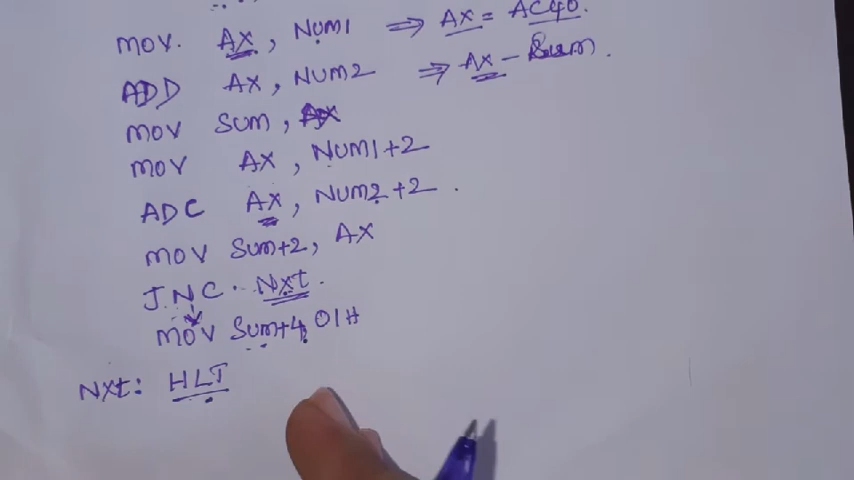 MOV. AX, NUM1 ⇒ AX = AC40.
ADD AX, NUM2 ⇒ AX - Sum.
MOV SUM, AX
MOV AX, NUM1+2
ADC AX, NUM2+2.
MOV Sum+2, AX
JNC. Nxt.
MOV Sum+4, 01H
Nxt: HLT